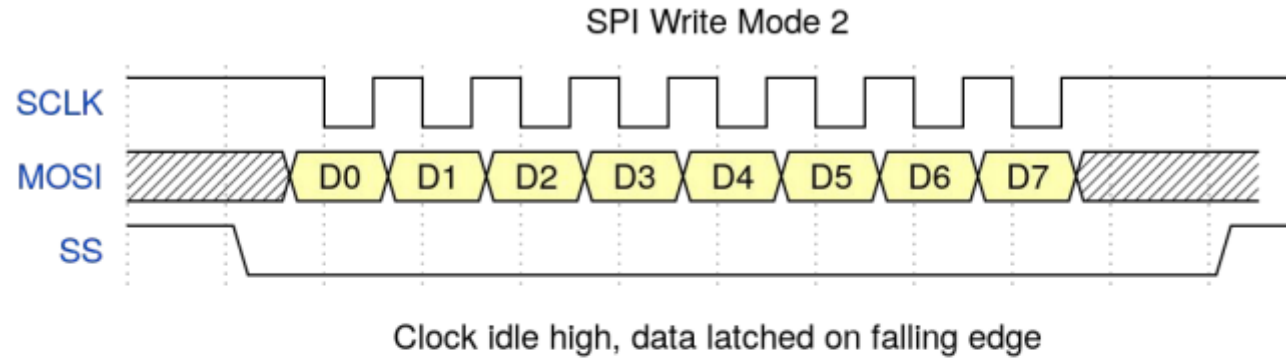 SPI Write Mode 2
SCLK
MOSI D0 D1 D2 D3 D4 D5 D6 D7
SS
Clock idle high, data latched on falling edge